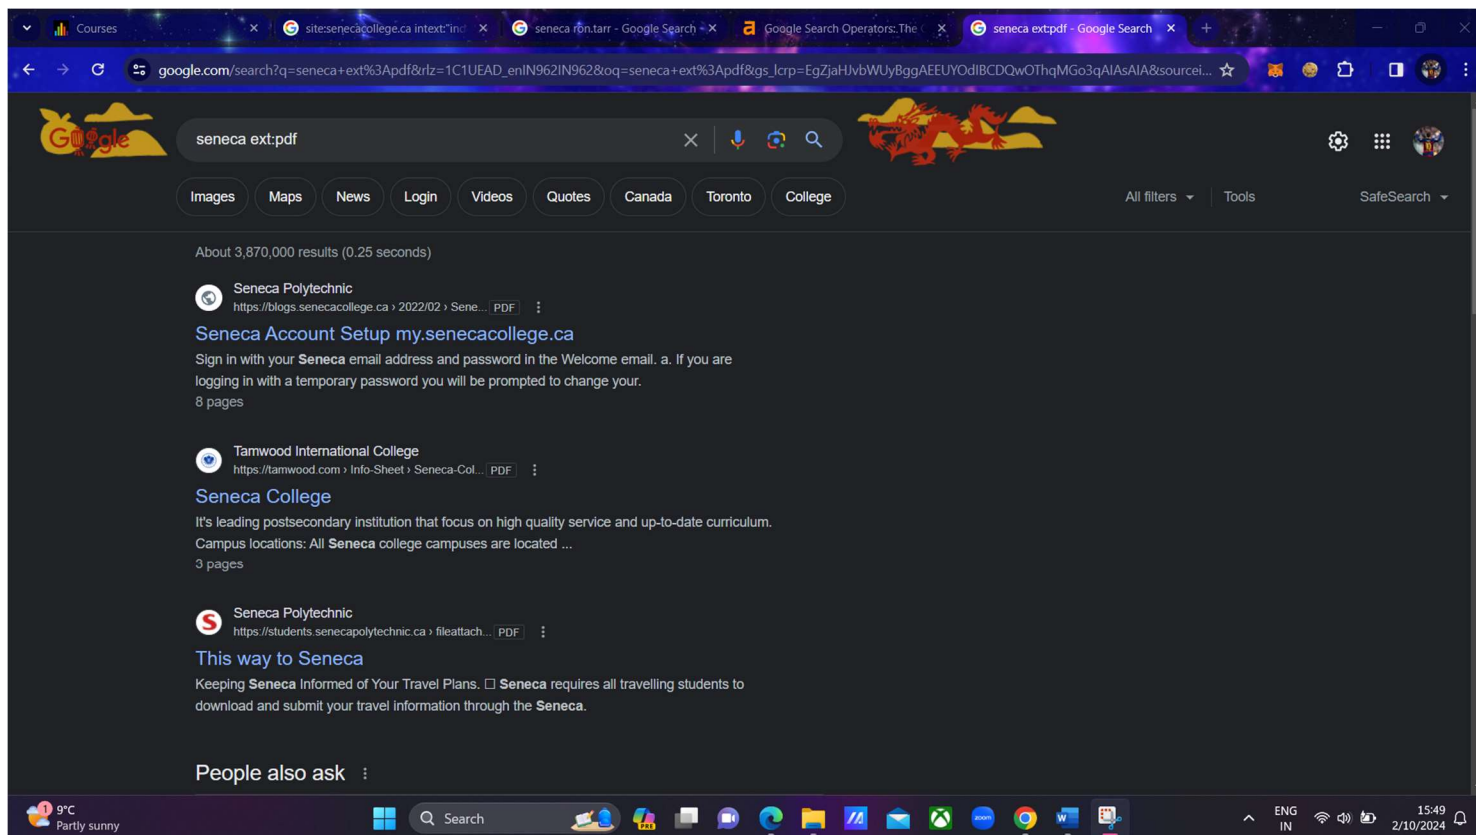 Courses
site:senecacollege.ca intext:"ind
seneca ron.tarr - Google Search -
Google Search Operators: The C
seneca ext:pdf - Google Search
google.com/search?q=seneca+ext%3Apdf&rlz=1C1UEAD_enIN962IN962&oq=seneca+ext%3Apdf&gs_lcrp=EgZjaHJvbWUyBggAEEUYOdIBCDQwOThqMGo3qAIAsAIA&sourcei...
Google
seneca ext:pdf
Images
Maps
News
Login
Videos
Quotes
Canada
Toronto
College
All filters
Tools
SafeSearch
About 3,870,000 results (0.25 seconds)
Seneca Polytechnic
https://blogs.senecacollege.ca › 2022/02 › Sene... PDF
Seneca Account Setup my.senecacollege.ca
Sign in with your Seneca email address and password in the Welcome email. a. If you are
logging in with a temporary password you will be prompted to change your.
8 pages
Tamwood International College
https://tamwood.com › Info-Sheet › Seneca-Col... PDF
Seneca College
It's leading postsecondary institution that focus on high quality service and up-to-date curriculum.
Campus locations: All Seneca college campuses are located ...
3 pages
Seneca Polytechnic
https://students.senecapolytechnic.ca › fileattach... PDF
This way to Seneca
Keeping Seneca Informed of Your Travel Plans. ☐ Seneca requires all travelling students to
download and submit your travel information through the Seneca.
People also ask
1
9°C
Partly sunny
Search
PRE
zoom
ENG
IN
15:49
2/10/2024